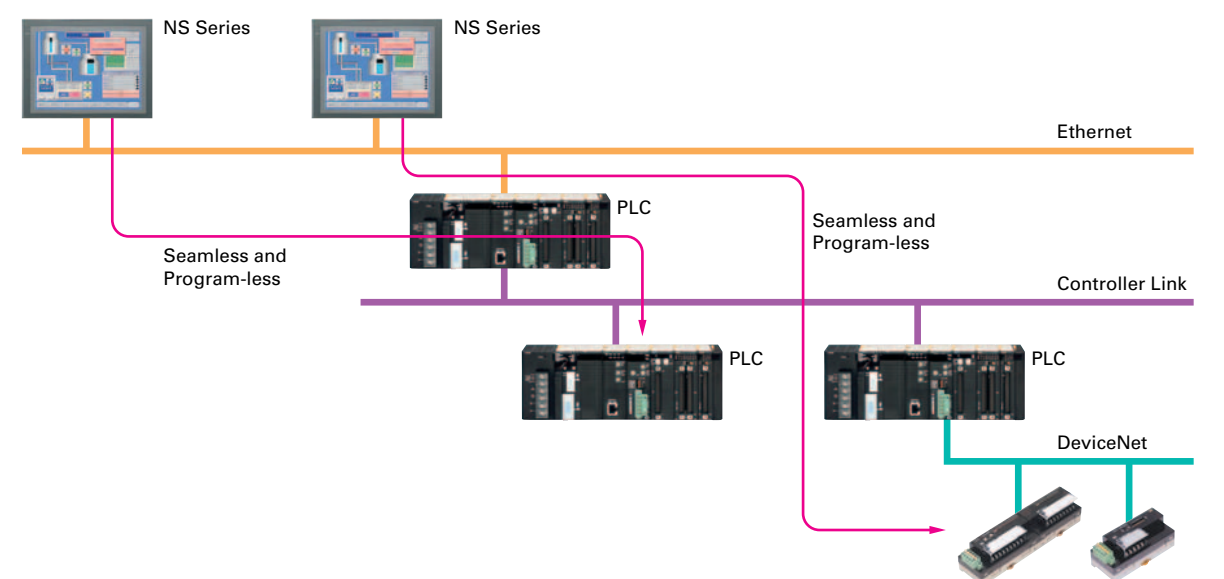 NS Series
NS Series
Ethernet
PLC
Seamless and
Program-less
Seamless and
Program-less
Controller Link
PLC
PLC
DeviceNet